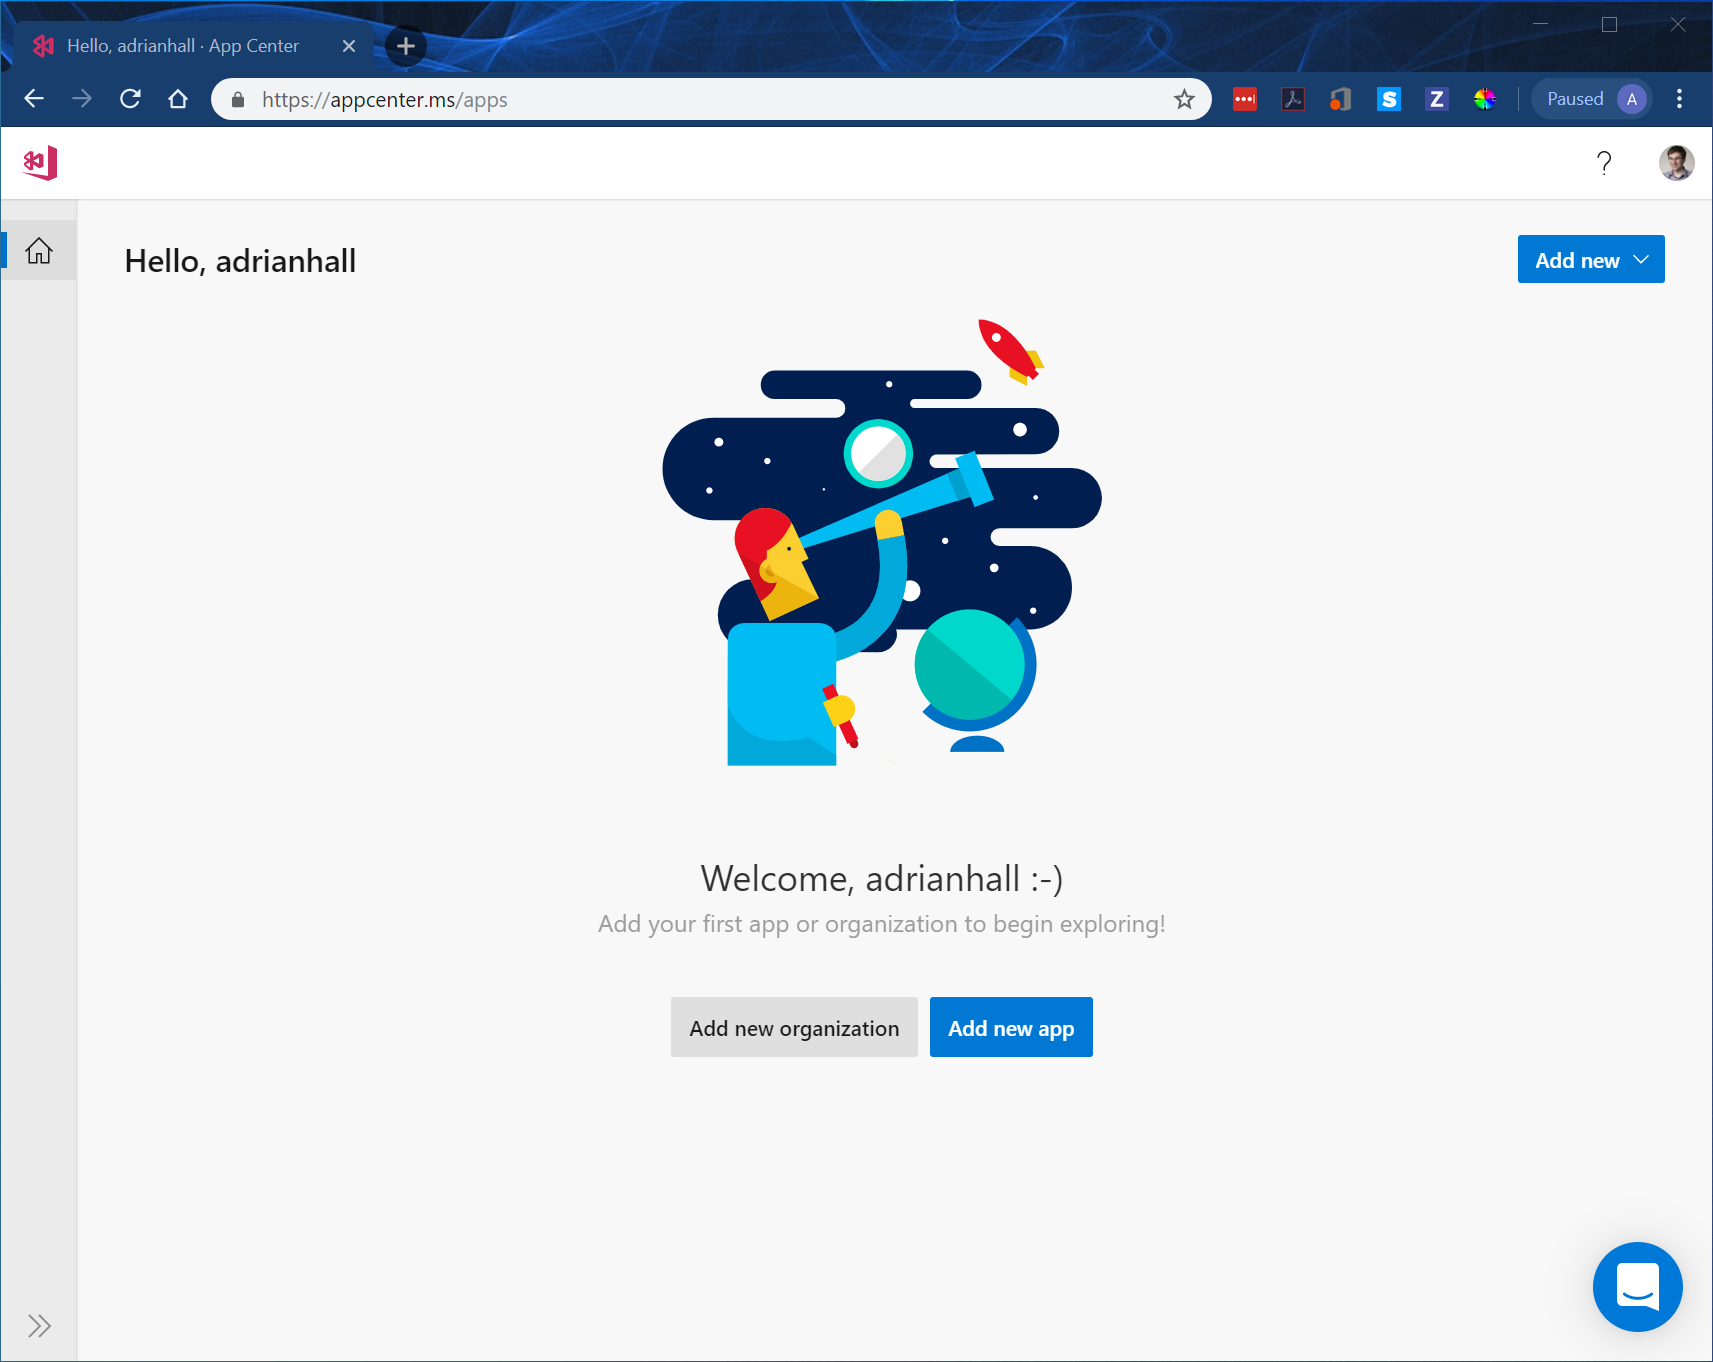 Hello, adrianhall · App Center
https://appcenter.ms/apps
S
Z
Paused
A
?
Hello, adrianhall
Add new
Welcome, adrianhall :-)
Add your first app or organization to begin exploring!
Add new organization
Add new app